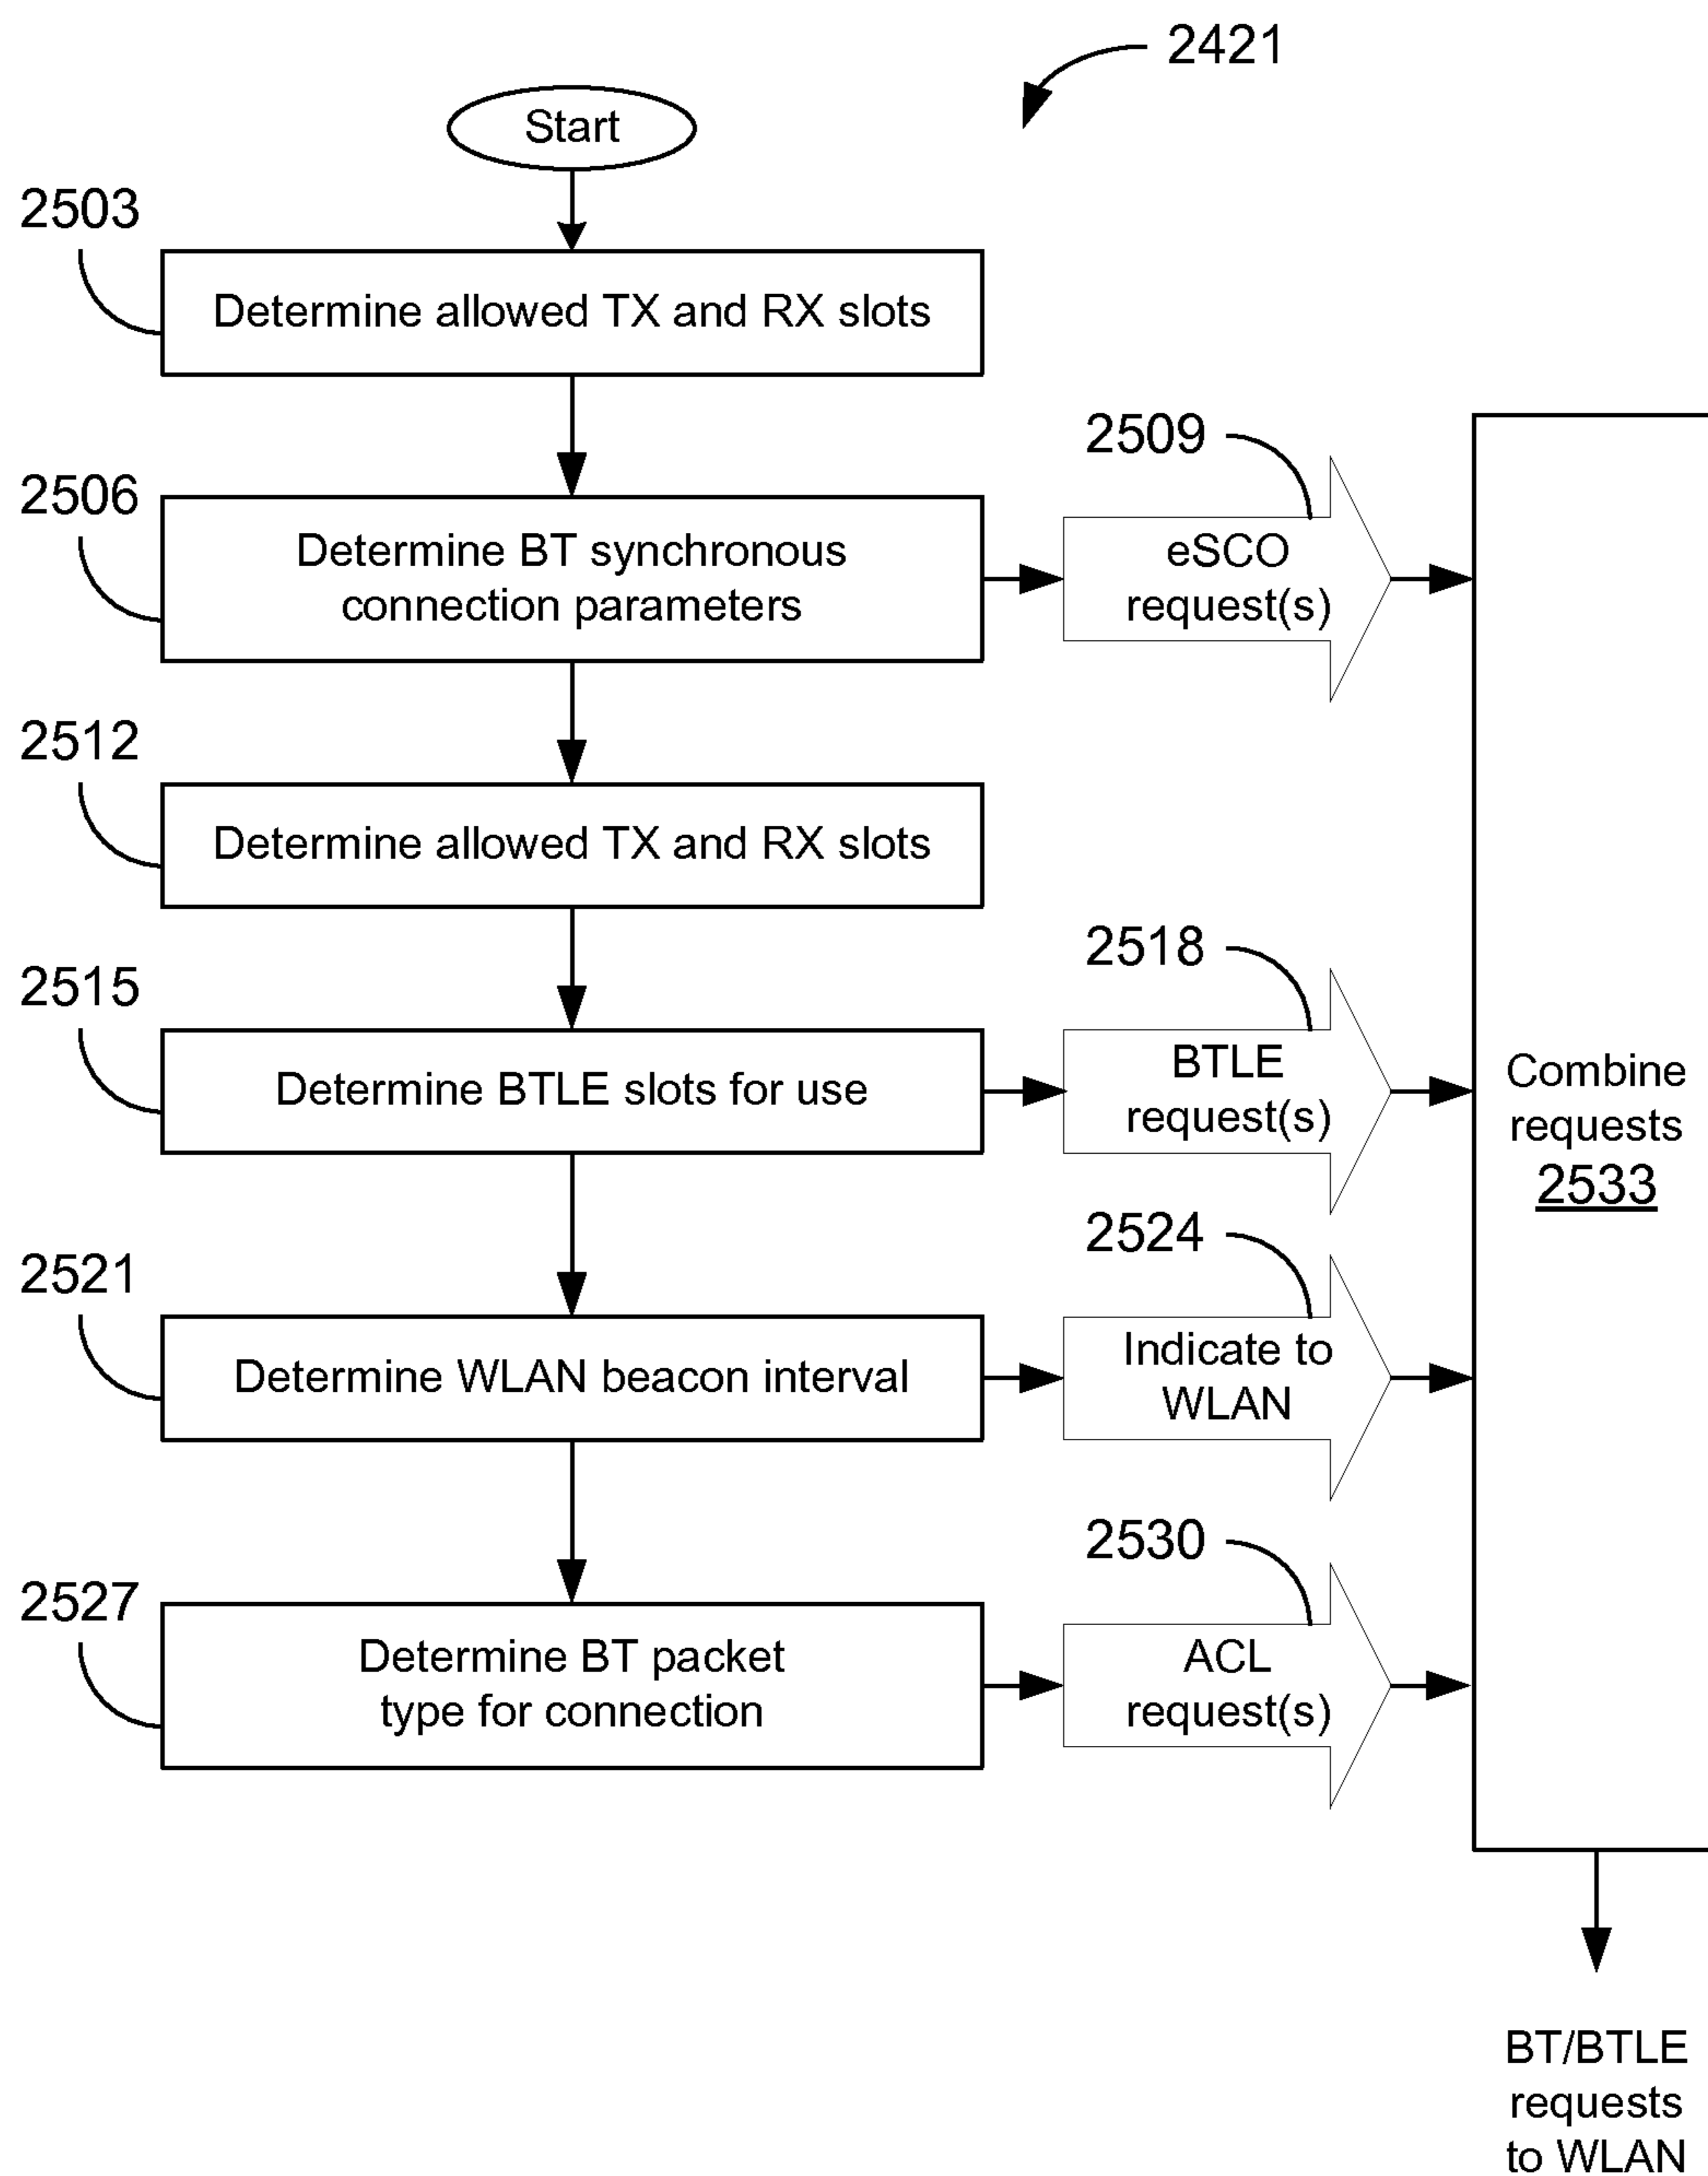 2421
Start
2503
Determine allowed TX and RX slots
2506
Determine BT synchronous
connection parameters
2509
eSCO
request(s)
2512
Determine allowed TX and RX slots
2515
Determine BTLE slots for use
2518
BTLE
request(s)
2521
Determine WLAN beacon interval
2524
Indicate to
WLAN
2527
Determine BT packet
type for connection
2530
ACL
request(s)
Combine
requests
2533
BT/BTLE
requests
to WLAN